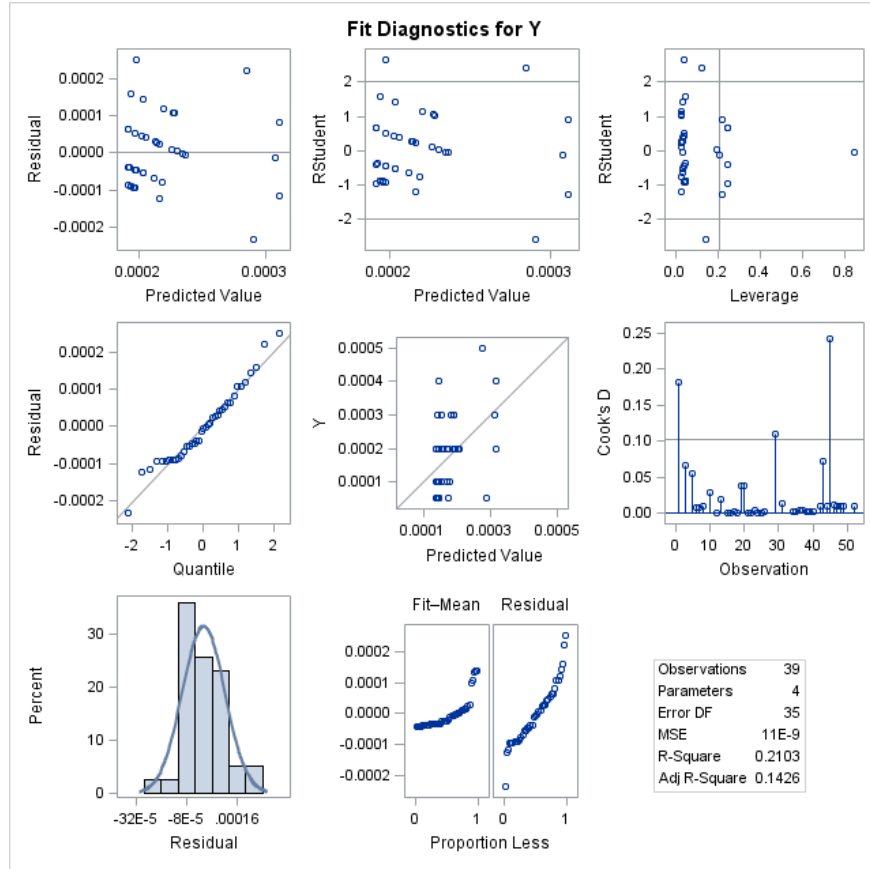 Fit Diagnostics for Y
0.0002
0.0001
0.0000
-0.0001
-0.0002
Residual
0.0002 0.0003
Predicted Value
2
1
0
-1
-2
RStudent
0.0002 0.0003
Predicted Value
2
1
0
-1
-2
RStudent
0.0 0.2 0.4 0.6 0.8
Leverage
0.0002
0.0001
0.0000
-0.0001
-0.0002
Residual
-2 -1 0 1 2
Quantile
0.0005
0.0004
0.0003
0.0002
0.0001
Y
0.0001 0.0003 0.0005
Predicted Value
0.25
0.20
0.15
0.10
0.05
0.00
Cook's D
0 10 20 30 40 50
Observation
30
20
10
0
Percent
-32E-5 -8E-5 .00016
Residual
Fit–Mean Residual
0.0002
0.0001
0.0000
-0.0001
-0.0002
0 1 0 1
Proportion Less
Observations 39
Parameters 4
Error DF 35
MSE 11E-9
R-Square 0.2103
Adj R-Square 0.1426